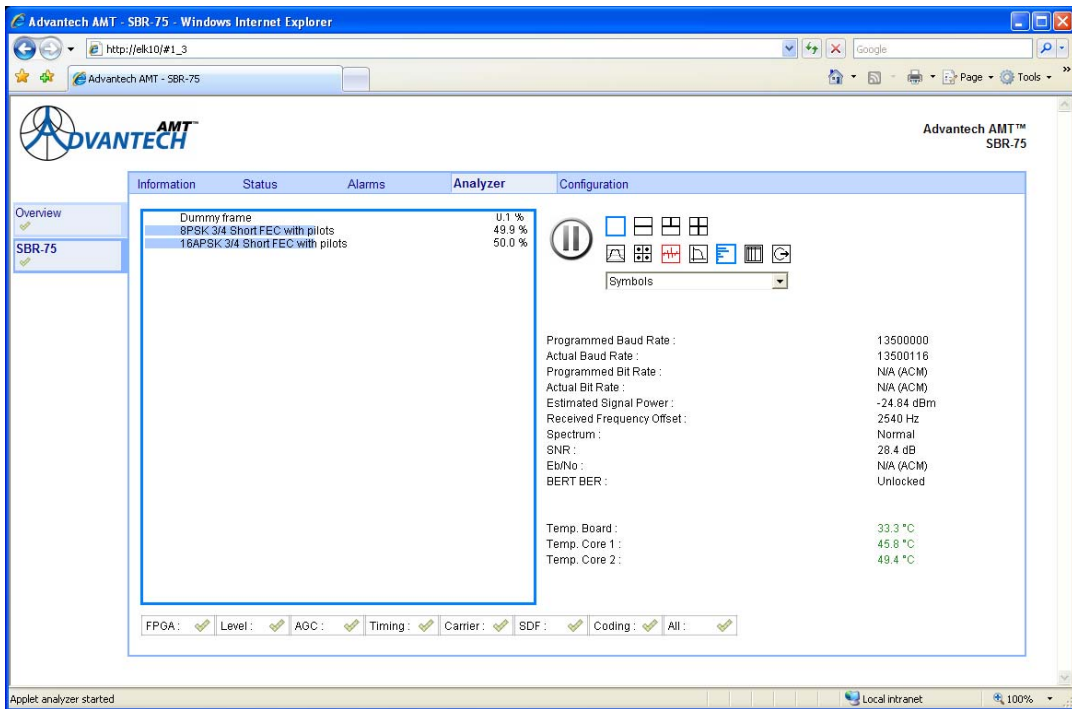 Advantech AMT - SBR-75 - Windows Internet Explorer
http://elk10/#1_3
Google
Advantech AMT - SBR-75
Page
Tools
»
ADVANTECH AMT™
Advantech AMT™
SBR-75
Information Status Alarms Analyzer Configuration
Overview
SBR-75
Dummy frame 0.1 %
8PSK 3/4 Short FEC with pilots 49.9 %
16APSK 3/4 Short FEC with pilots 50.0 %
Symbols
Programmed Baud Rate : 13500000
Actual Baud Rate : 13500116
Programmed Bit Rate : N/A (ACM)
Actual Bit Rate : N/A (ACM)
Estimated Signal Power : -24.84 dBm
Received Frequency Offset : 2540 Hz
Spectrum : Normal
SNR : 28.4 dB
Eb/No : N/A (ACM)
BERT BER : Unlocked
Temp. Board : 33.3 °C
Temp. Core 1 : 45.8 °C
Temp. Core 2 : 49.4 °C
FPGA : Level : AGC : Timing : Carrier : SDF : Coding : All :
Applet analyzer started
Local intranet
100%